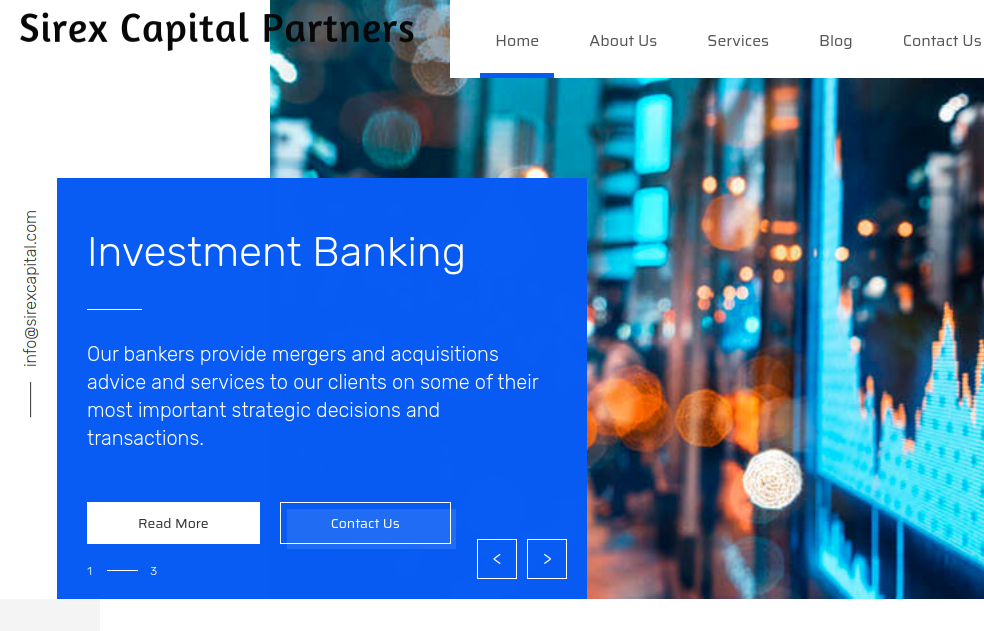 Sirex Capital Partners
Home About Us Services Blog Contact Us
info@sirexcapital.com
Investment Banking
Our bankers provide mergers and acquisitions
advice and services to our clients on some of their
most important strategic decisions and
transactions.
Read More Contact Us
< >
1 3